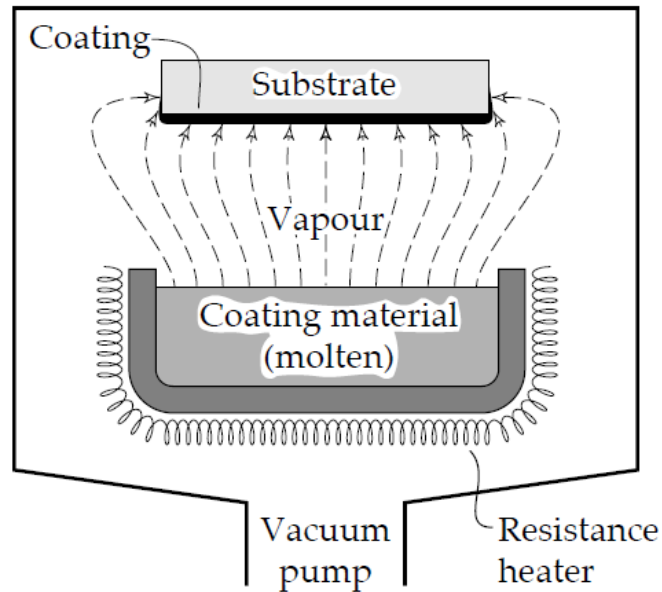 Coating
Substrate
Vapour
Coating material
(molten)
Vacuum
pump
Resistance
heater